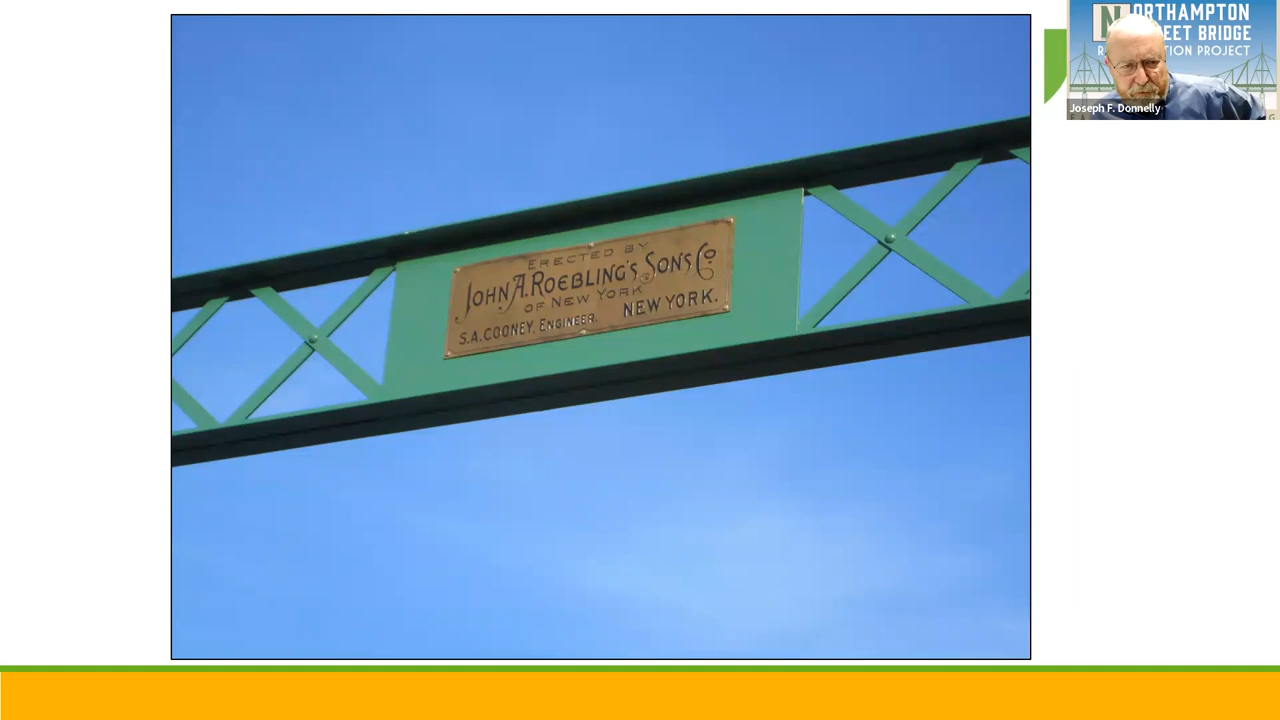 ERECTED BY
JOHN A. ROEBLING'S SONS CO
OF NEW YORK
S.A. COONEY, ENGINEER. NEW YORK.
NORTHAMPTON
EET BRIDGE
R TION PROJECT
Joseph F. Donnelly